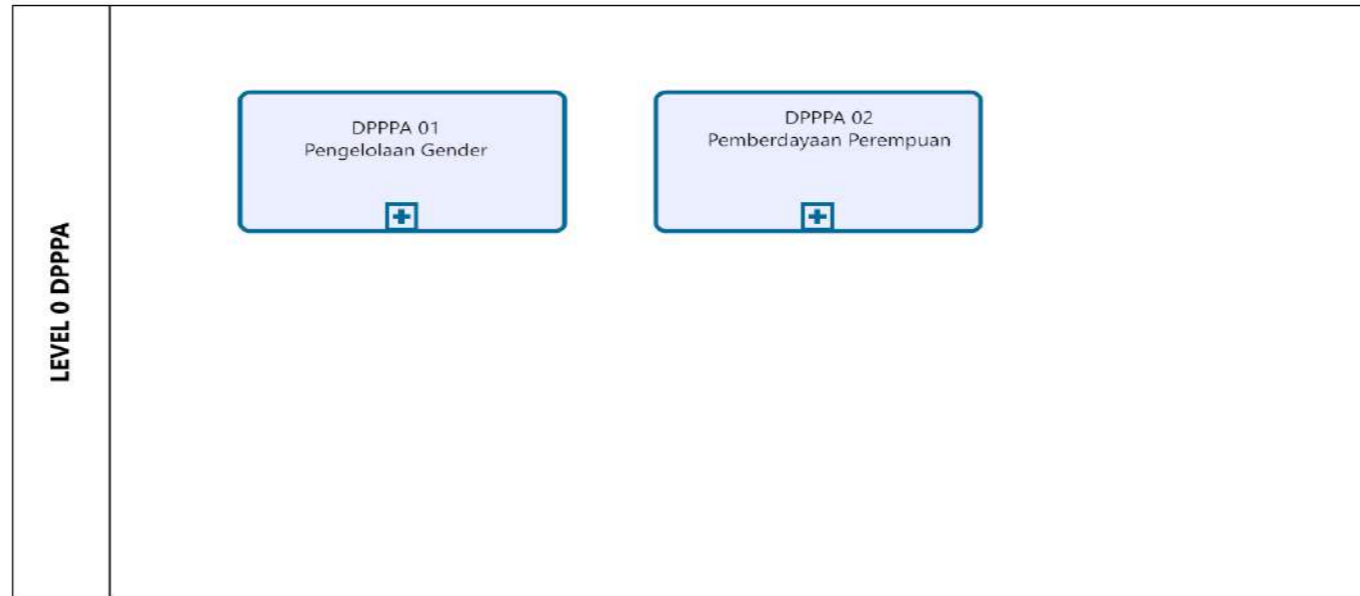 LEVEL 0 DPPPA
DPPPA 01
Pengelolaan Gender
DPPPA 02
Pemberdayaan Perempuan